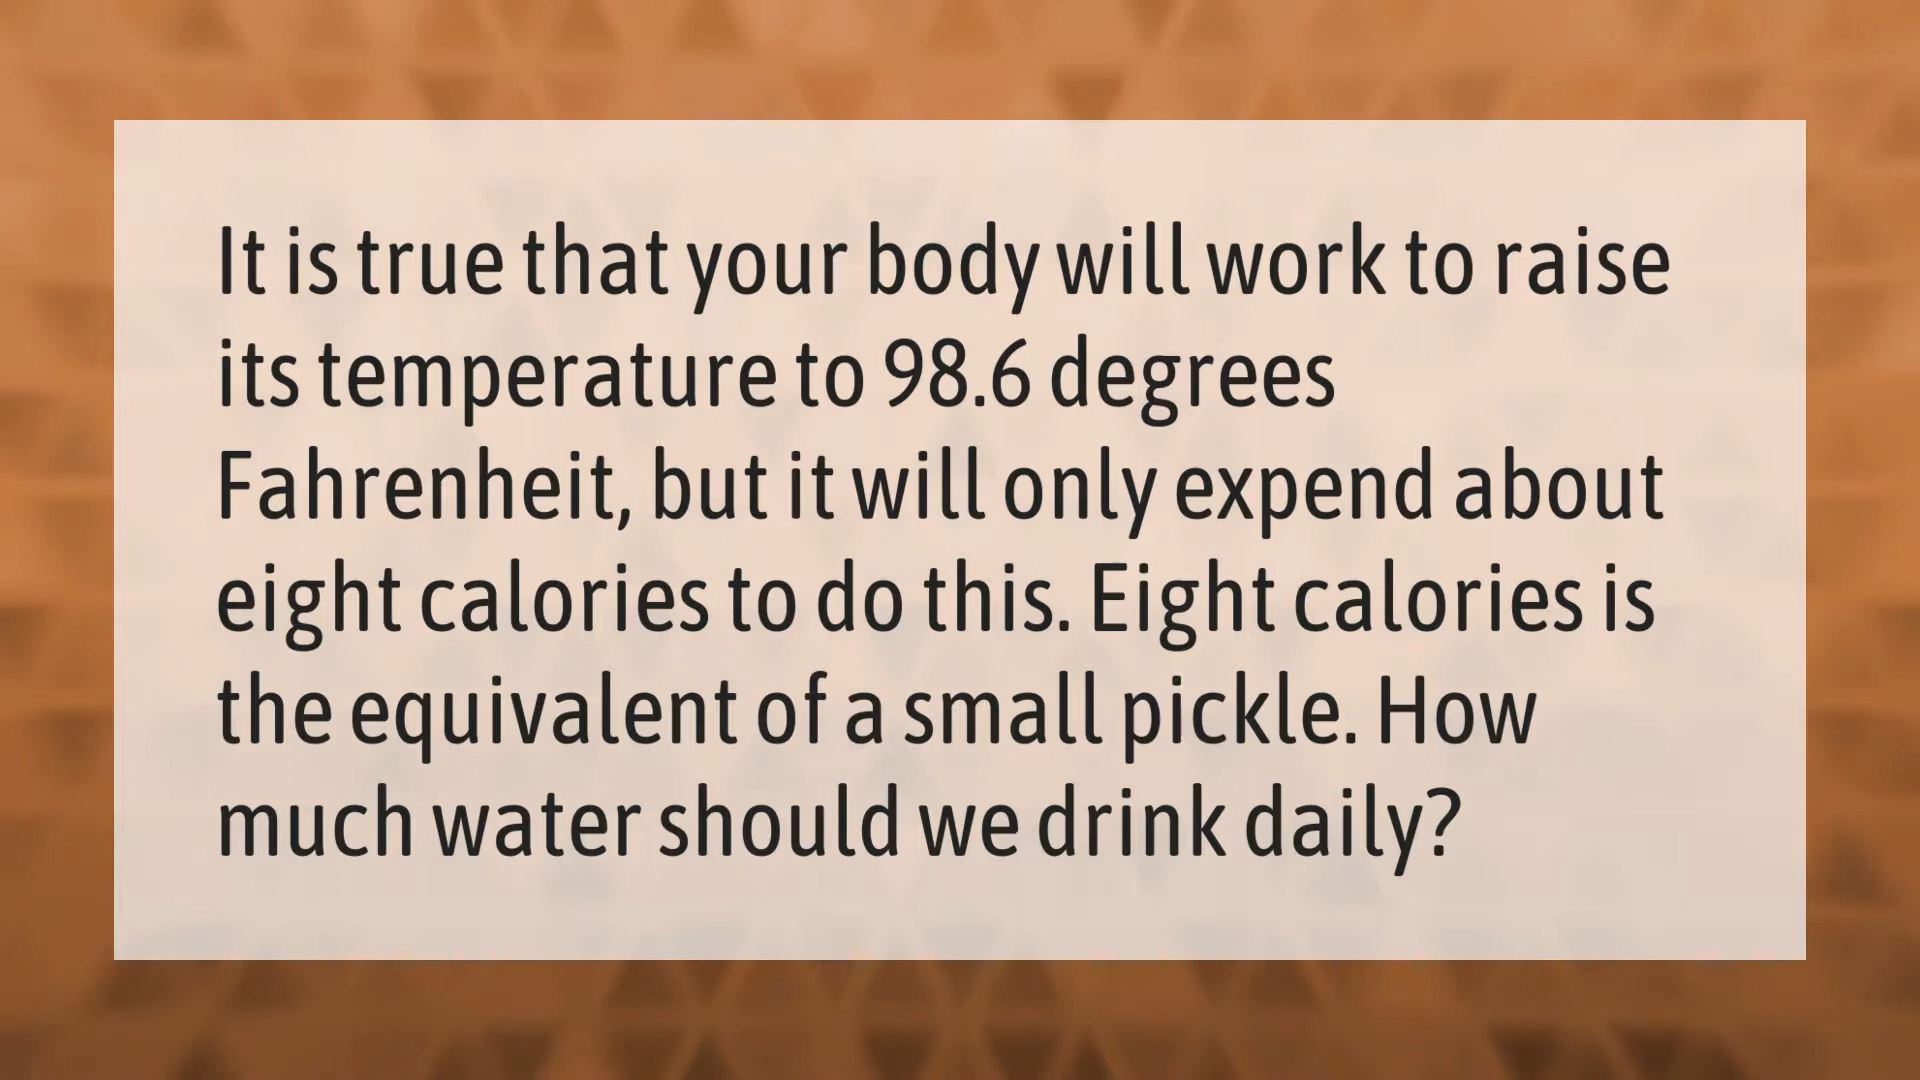 It is true that your body will work to raise
its temperature to 98.6 degrees
Fahrenheit, but it will only expend about
eight calories to do this. Eight calories is
the equivalent of a small pickle. How
much water should we drink daily?